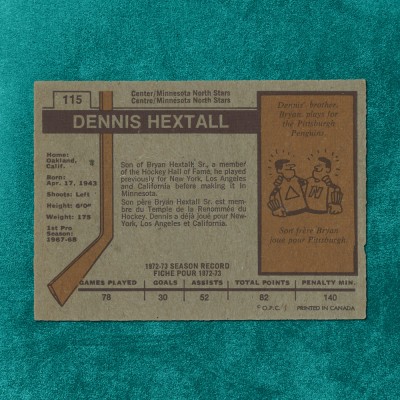 115
Center/Minnesota North Stars
Centre/Minnesota North Stars
DENNIS HEXTALL
Home:
Oakland,
Calif.
Born:
Apr. 17, 1943
Shoots: Left
Height: 6'0"
Weight: 175
1st Pro
Season:
1967-68
Son of Bryan Hextall, Sr., a member
of the Hockey Hall of Fame, he played
previously for New York, Los Angeles
and California before making it in
Minnesota.
Son père Bryan Hextall Sr. est mem-
bre du Temple de la Renommée du
Hockey. Dennis a déjà joué pour New-
York, Los Angeles et California.
Dennis' brother,
Bryan, plays for
the Pittsburgh
Penguins.
Son frère Bryan
joue pour Pittsburgh.
1972-73 SEASON RECORD
FICHE POUR 1972-73
GAMES PLAYED GOALS ASSISTS TOTAL POINTS PENALTY MIN.
78 30 52 82 140
© O.P.C. PRINTED IN CANADA